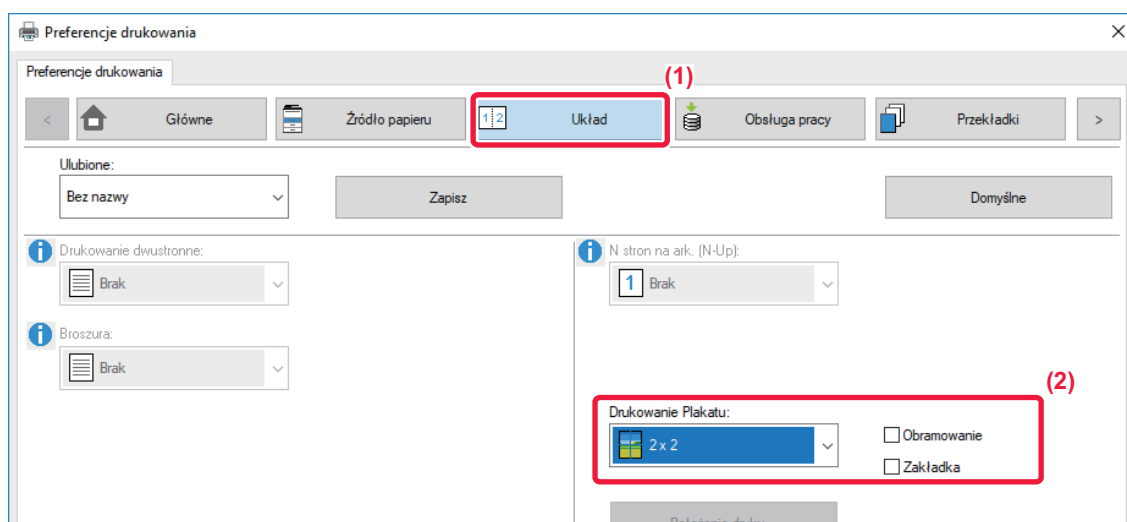 Preferencje drukowania
Preferencje drukowania
(1)
< Główne Źródło papieru 1 2 Układ Obsługa pracy Przekładki >
Ulubione:
Bez nazwy Zapisz Domyślne
Drukowanie dwustronne: N stron na ark. (N-Up):
Brak 1 Brak
Broszura:
Brak
(2)
Drukowanie Plakatu:
2 x 2 Obramowanie
Zakładka